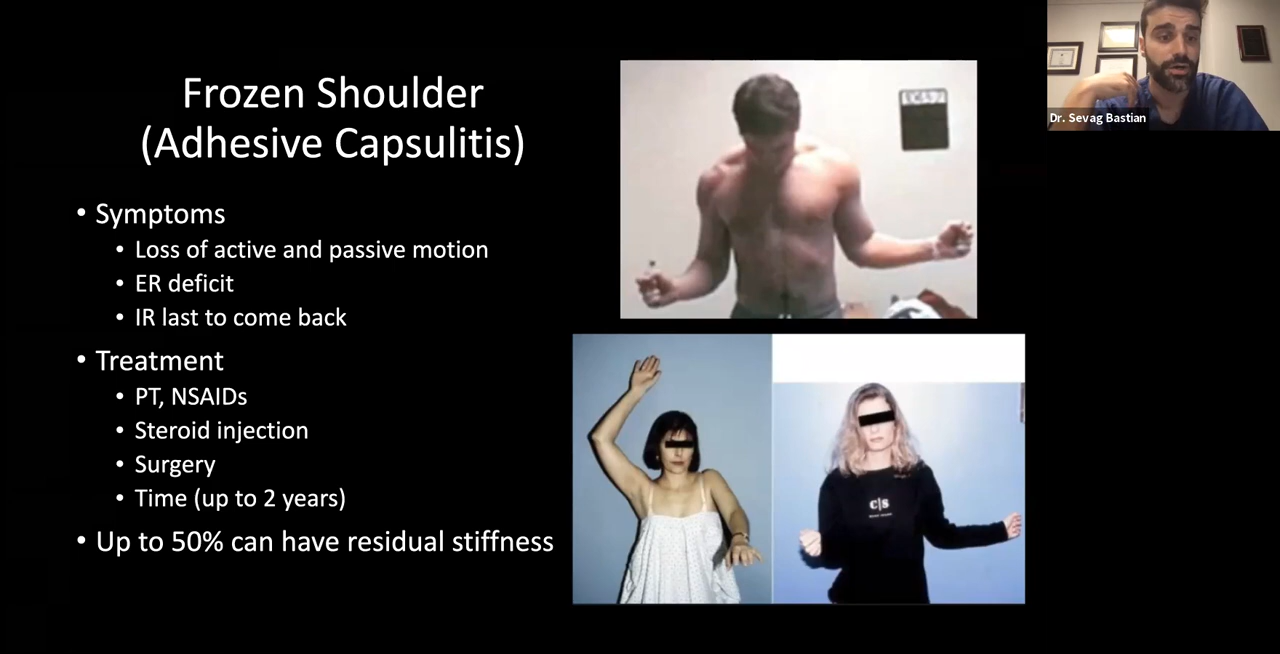 Frozen Shoulder
(Adhesive Capsulitis)
• Symptoms
• Loss of active and passive motion
• ER deficit
• IR last to come back
• Treatment
• PT, NSAIDs
• Steroid injection
• Surgery
• Time (up to 2 years)
• Up to 50% can have residual stiffness
c|s
Dr. Sevag Bastian